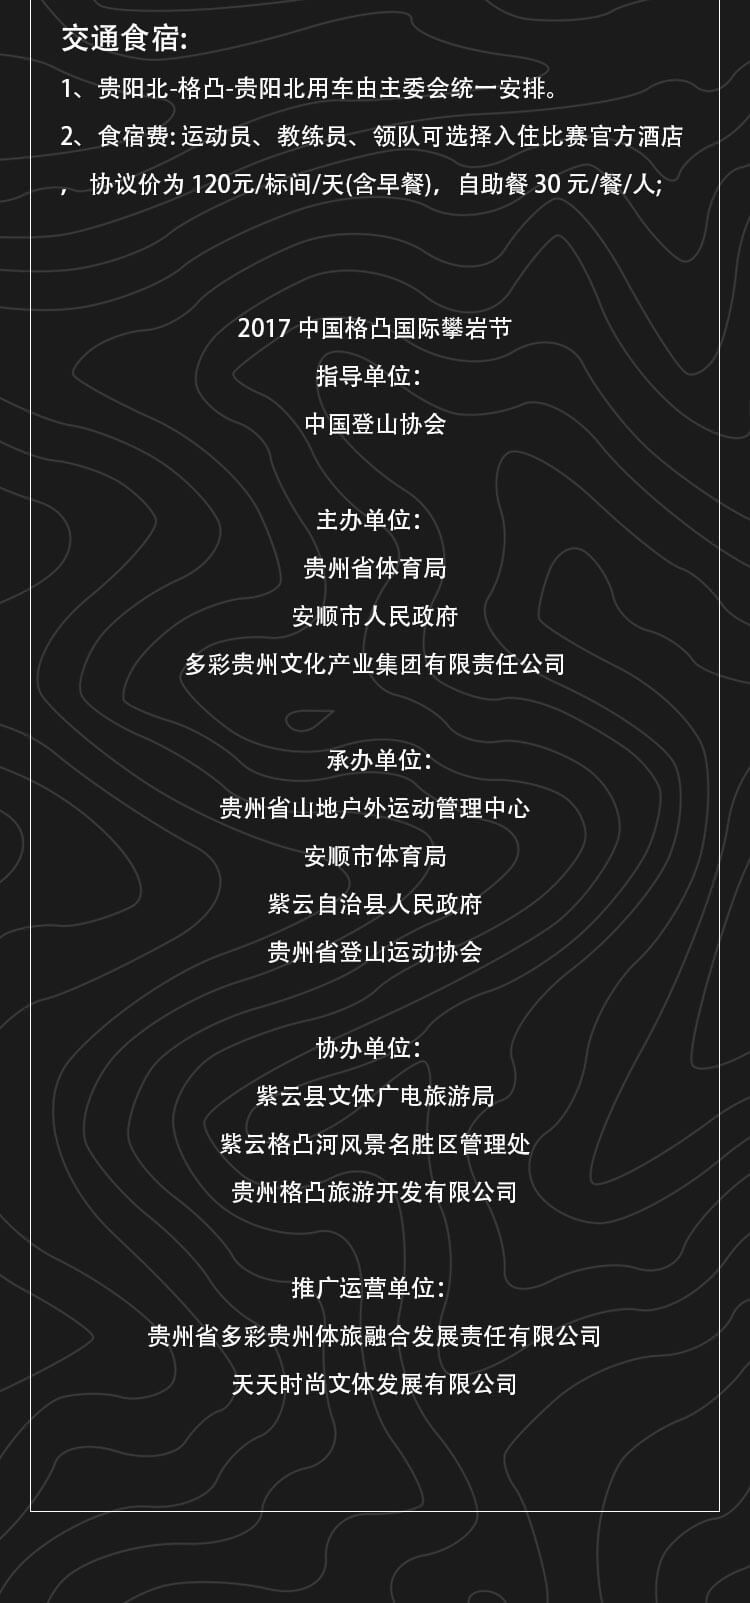 交通食宿:
1、贵阳北-格凸-贵阳北用车由主委会统一安排。
2、食宿费: 运动员、教练员、领队可选择入住比赛官方酒店
， 协议价为 120元/标间/天(含早餐)，自助餐 30 元/餐/人;
2017 中国格凸国际攀岩节
指导单位：
中国登山协会
主办单位：
贵州省体育局
安顺市人民政府
多彩贵州文化产业集团有限责任公司
承办单位：
贵州省山地户外运动管理中心
安顺市体育局
紫云自治县人民政府
贵州省登山运动协会
协办单位：
紫云县文体广电旅游局
紫云格凸河风景名胜区管理处
贵州格凸旅游开发有限公司
推广运营单位：
贵州省多彩贵州体旅融合发展责任有限公司
天天时尚文体发展有限公司